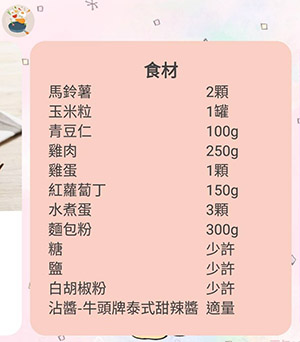 食材
馬鈴薯 2顆
玉米粒 1罐
青豆仁 100g
雞肉 250g
雞蛋 1顆
紅蘿蔔丁 150g
水煮蛋 3顆
麵包粉 300g
糖 少許
鹽 少許
白胡椒粉 少許
沾醬-牛頭牌泰式甜辣醬 適量